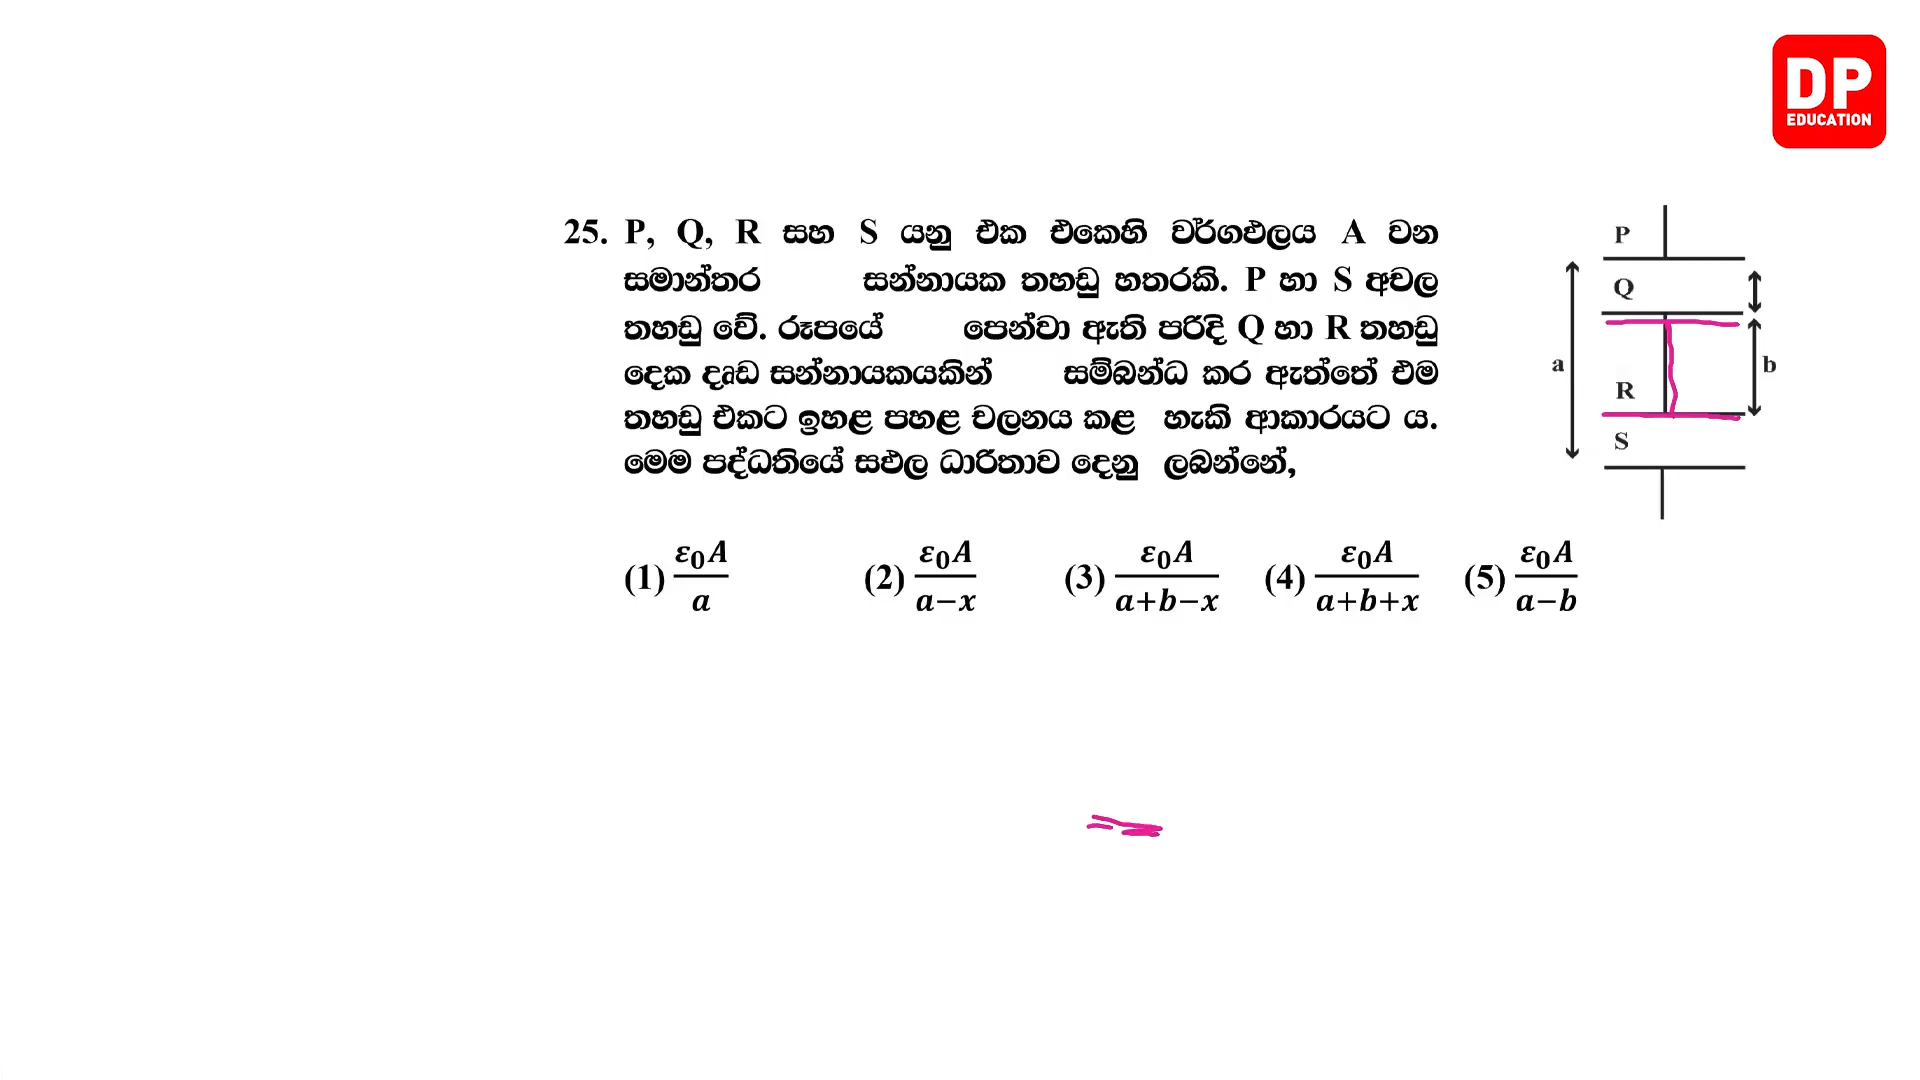 DP
EDUCATION
25. P, Q, R සහ S යනු එක එකෙහි වර්ගඵලය A වන
සමාන්තර සන්නායක තහඩු හතරකි. P හා S අචල
තහඩු වේ. රූපයේ පෙන්වා ඇති පරිදි Q හා R තහඩු
දෙක දෘඩ සන්නායකයකින් සම්බන්ධ කර ඇත්තේ එම
තහඩු එකට ඉහළ පහළ චලනය කළ හැකි ආකාරයට ය.
මෙම පද්ධතියේ සඵල ධාරිතාව දෙනු ලබන්නේ,
P
Q
a
b
R
S
(1) ε₀A/a (2) ε₀A/(a−x) (3) ε₀A/(a+b−x) (4) ε₀A/(a+b+x) (5) ε₀A/(a−b)